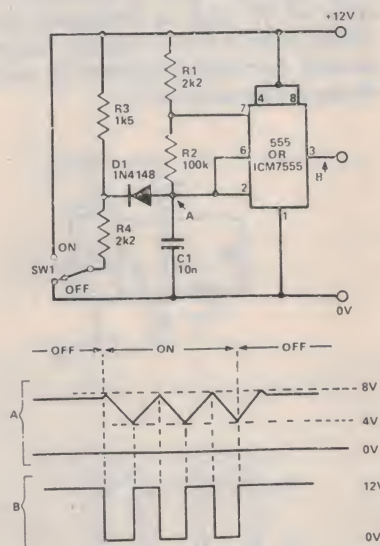 +12V
R1
2k2
R3
1k5
4 8
7
R2
100k
555
OR
ICM7555
6
3
D1
1N4148
2
B
A
R4
2k2
1
ON
C1
10n
SW1
OFF
0V
OFF ON OFF
8V
A
4V
0V
12V
B
0V